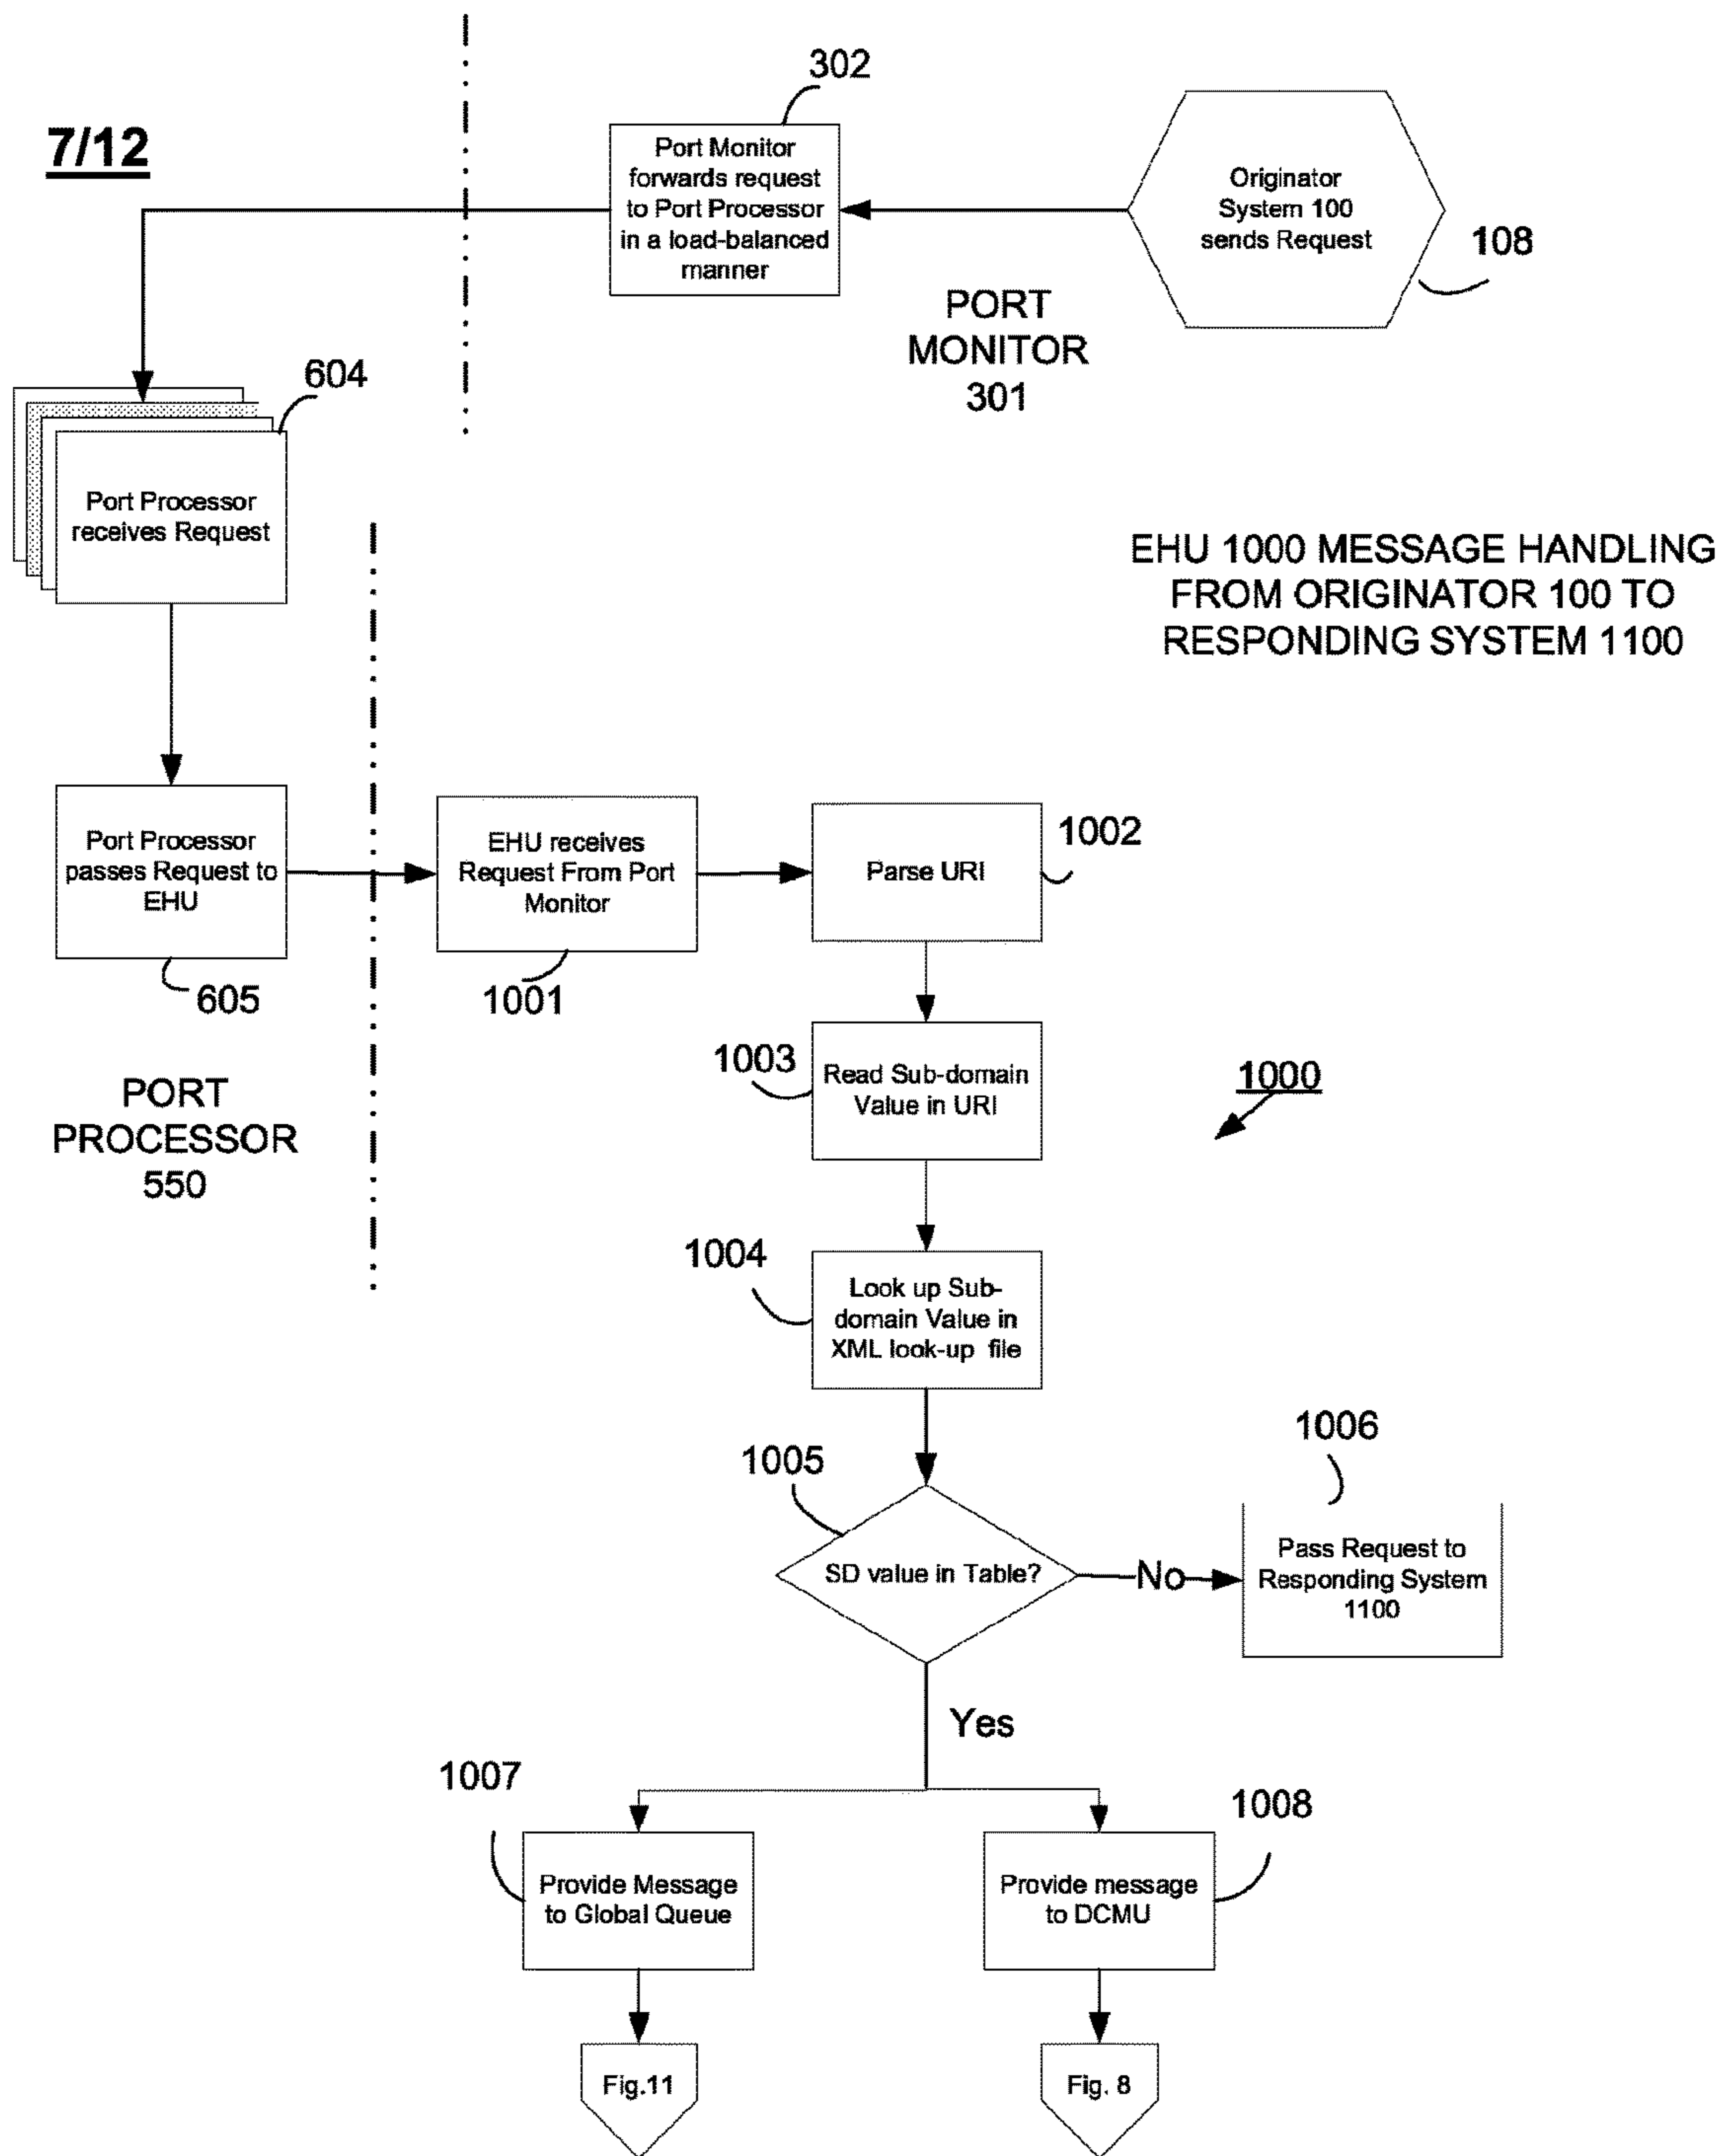 7/12
302
Port Monitor
forwards request
to Port Processor
in a load-balanced
manner
Originator
System 100
sends Request
108
PORT
MONITOR
301
604
Port Processor
receives Request
EHU 1000 MESSAGE HANDLING
FROM ORIGINATOR 100 TO
RESPONDING SYSTEM 1100
Port Processor
passes Request to
EHU
605
EHU receives
Request From Port
Monitor
1001
Parse URI
1002
PORT
PROCESSOR
550
1003
Read Sub-domain
Value in URI
1000
1004
Look up Sub-
domain Value in
XML look-up file
1005
SD value in Table?
No
1006
Pass Request to
Responding System
1100
Yes
1007
Provide Message
to Global Queue
1008
Provide message
to DCMU
Fig.11
Fig. 8